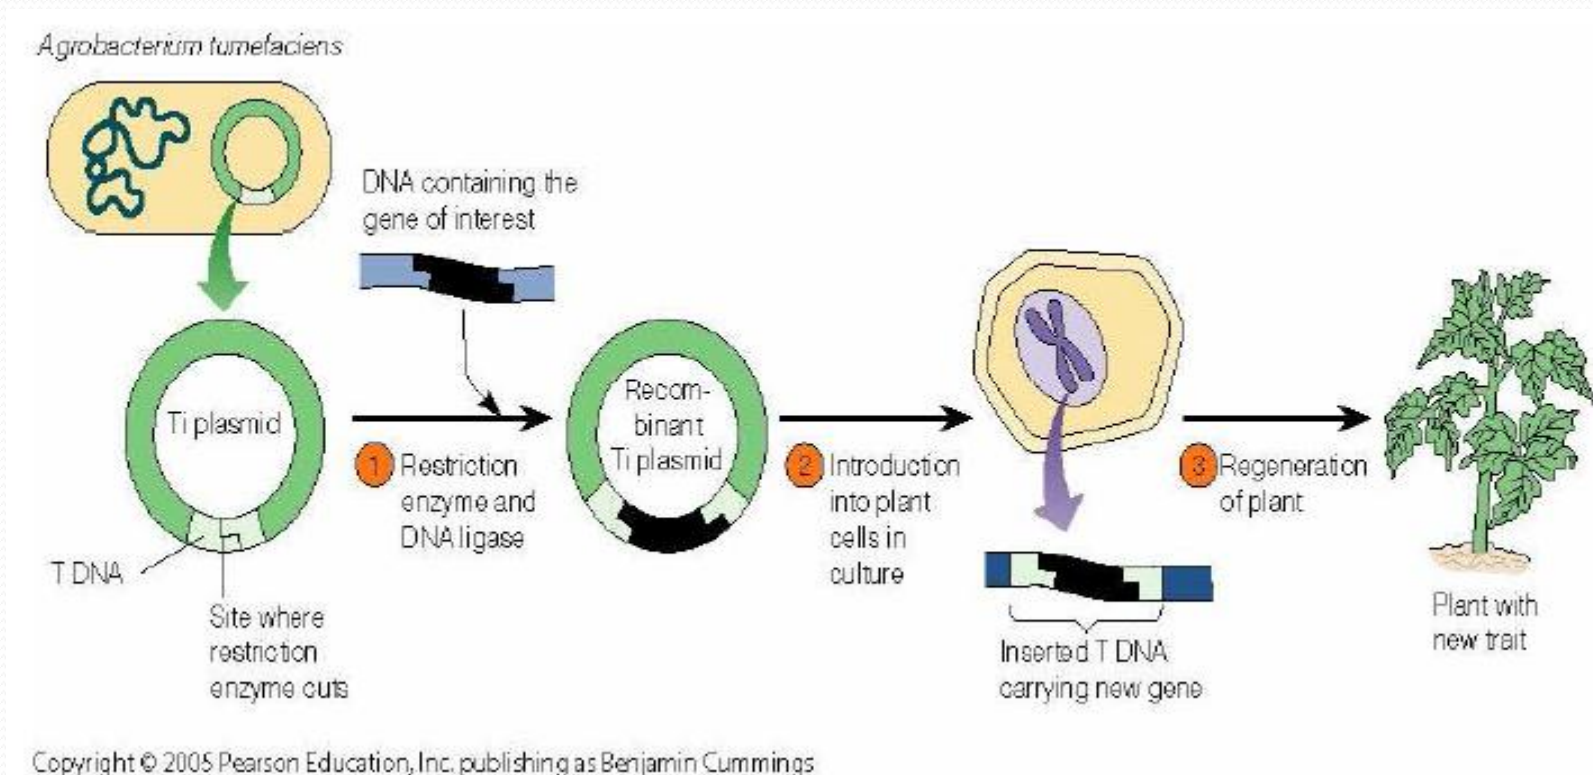 Agrobacterium tumefaciens
DNA containing the
gene of interest
Ti plasmid
1 Restriction
enzyme and
DNA ligase
T DNA
Site where
restriction
enzyme cuts
Recom-
binant
Ti plasmid
2 Introduction
into plant
cells in
culture
Inserted T DNA
carrying new gene
3 Regeneration
of plant
Plant with
new trait
Copyright © 2005 Pearson Education, Inc. publishing as Benjamin Cummings